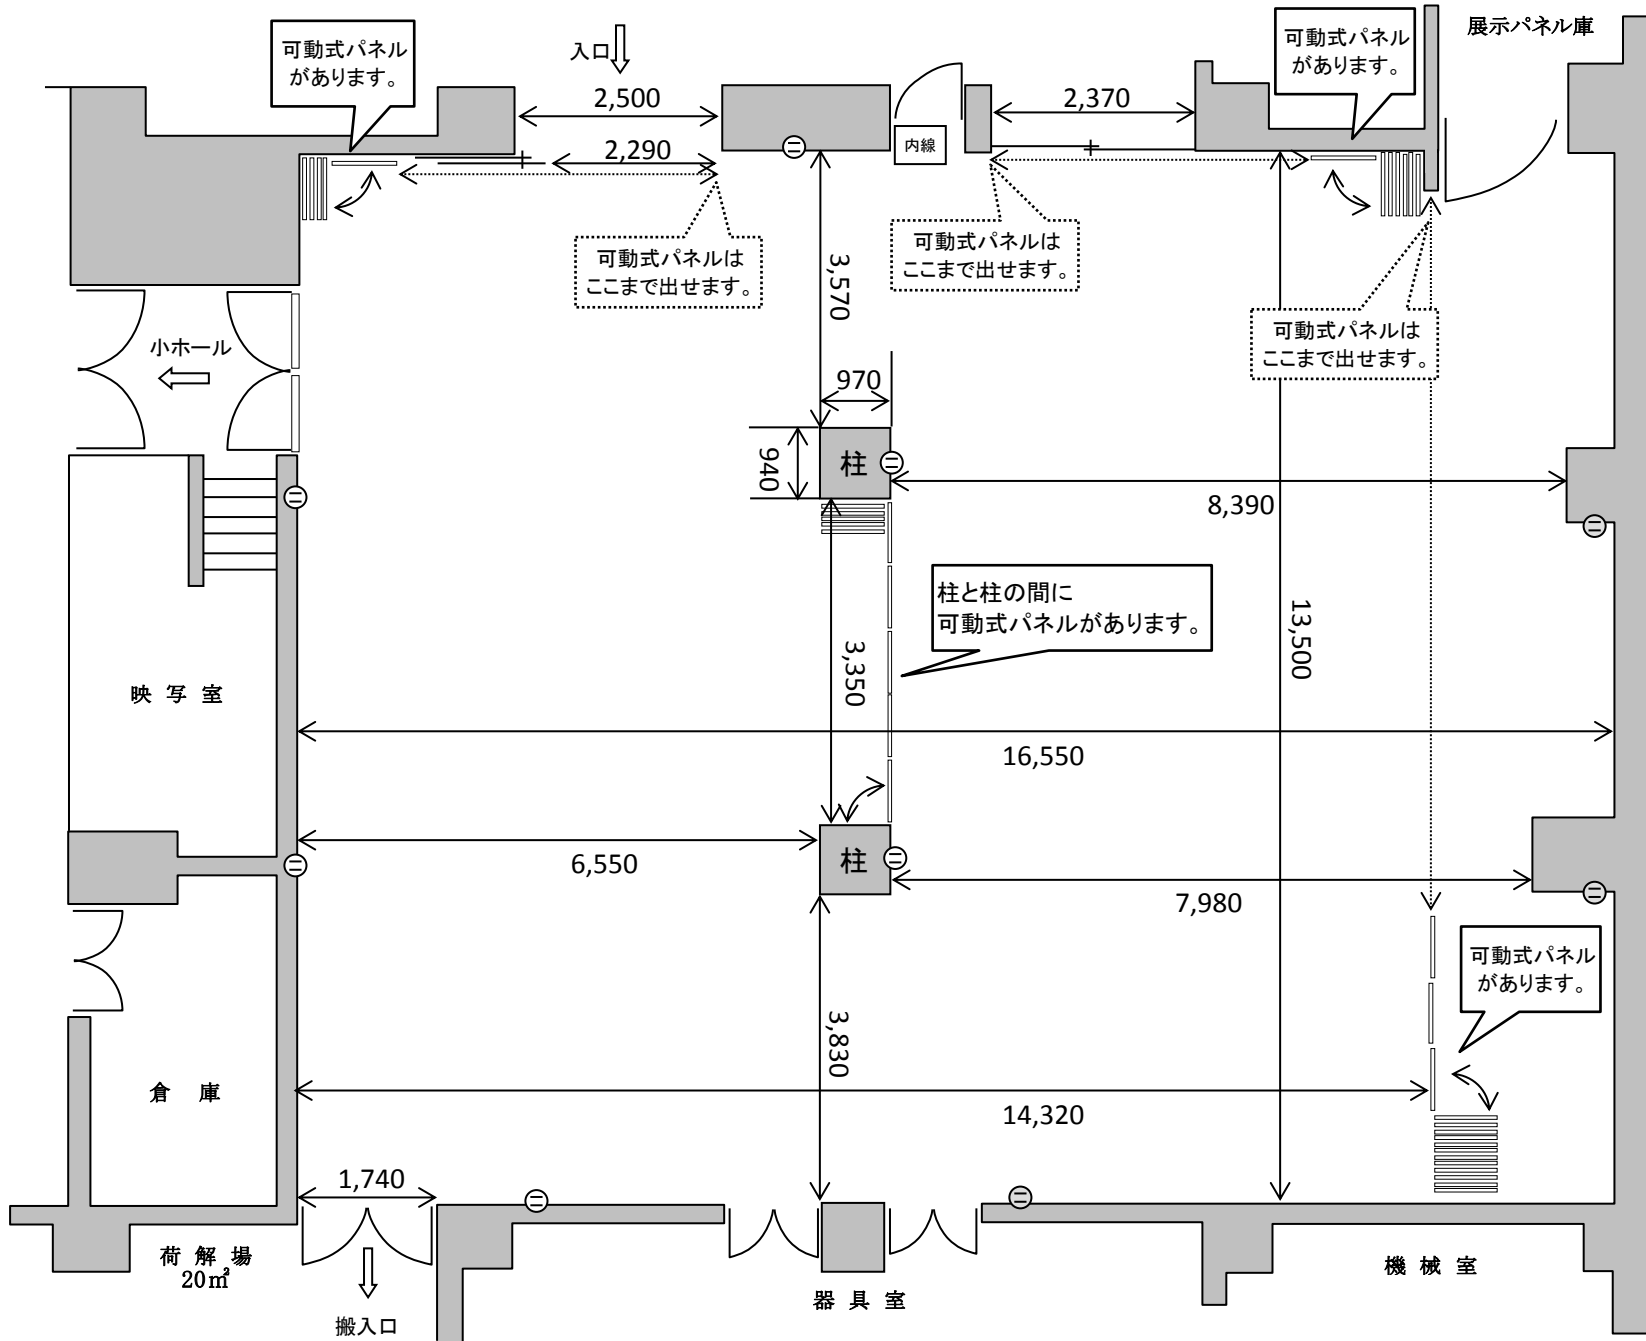 展示パネル庫
可動式パネル
があります。
入口
可動式パネル
があります。
2,500
2,370
内線
2,290
可動式パネルは
ここまで出せます。
可動式パネルは
ここまで出せます。
3,570
可動式パネルは
ここまで出せます。
小ホール
970
柱
940
8,390
柱と柱の間に
可動式パネルがあります。
13,500
3,350
映 写 室
16,550
柱
6,550
7,980
可動式パネル
があります。
3,830
倉 庫
14,320
1,740
荷 解 場
20㎡
機 械 室
器 具 室
搬入口